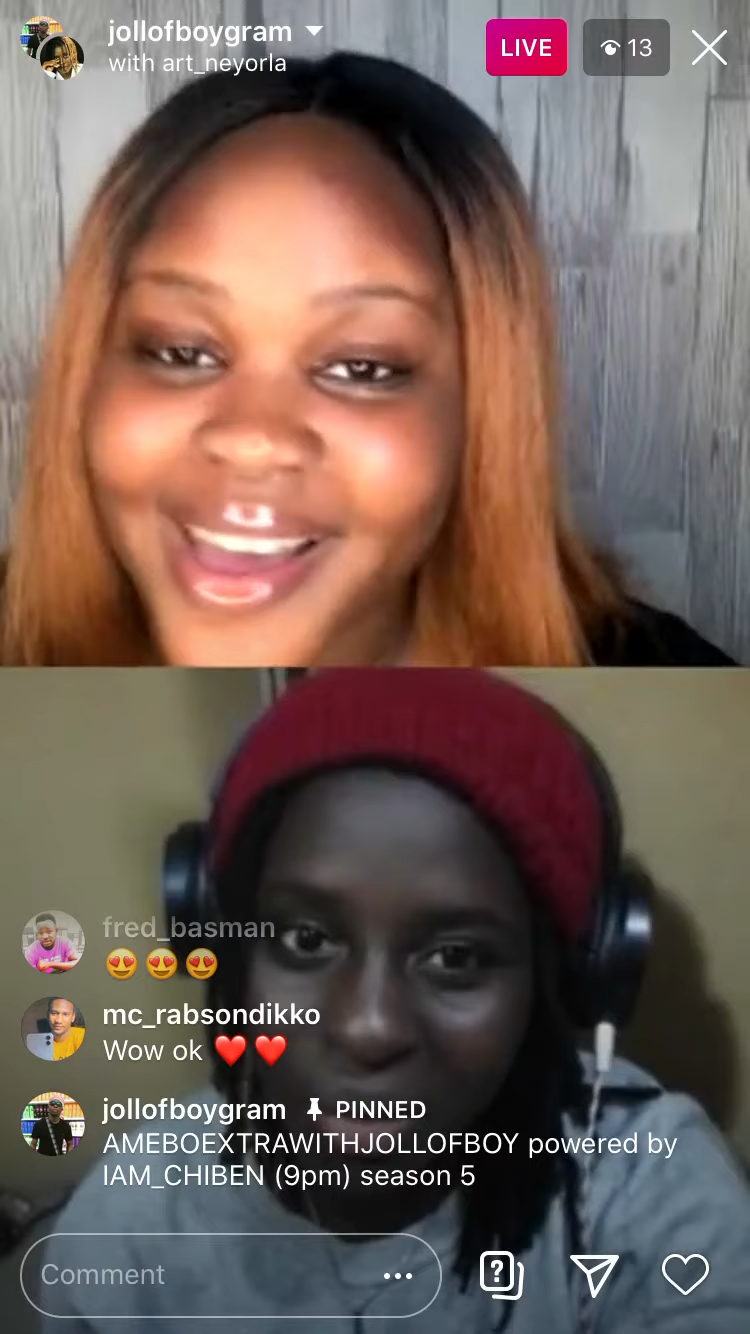 jollofboygram
with art_neyorla
LIVE
13
fred_basman
😍😍😍
mc_rabsondikko
Wow ok ❤️❤️
jollofboygram PINNED
AMEBOEXTRAWITHJOLLOFBOY powered by
IAM_CHIBEN (9pm) season 5
Comment